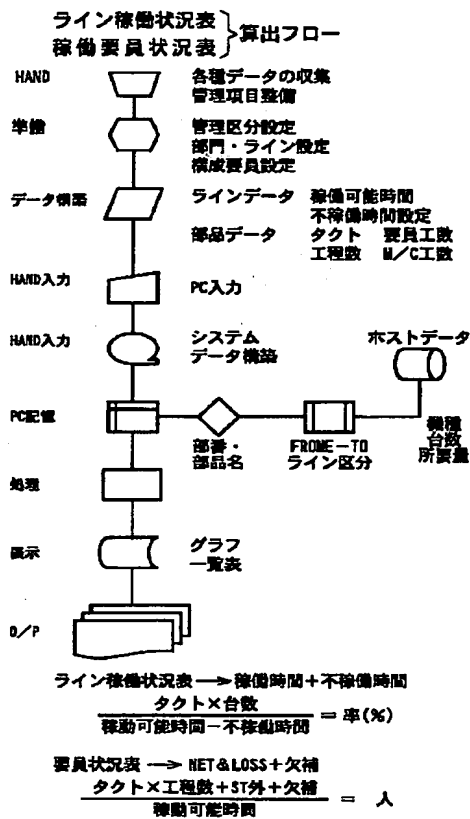 ライン稼働状況表
稼働要員状況表
算出フロー
HAND
各種データの収集
管理項目整備
準備
管理区分設定
部門・ライン設定
構成要員設定
データ構築
ラインデータ 稼働可能時間
不稼働時間設定
部品データ タクト 要員工数
工程数 M/C工数
HAND入力
PC入力
HAND入力
システム
データ構築
ホストデータ
PC記憶
部番・
部品名
FROME-TO
ライン区分
機種
台数
所要量
処理
表示
グラフ
一覧表
O/P
ライン稼働状況表→稼働時間+不稼働時間
タクト×台数
稼動可能時間-不稼働時間
=率(%)
要員状況表→NET&LOSS+欠補
タクト×工程数+ST外+欠補
稼動可能時間
= 人